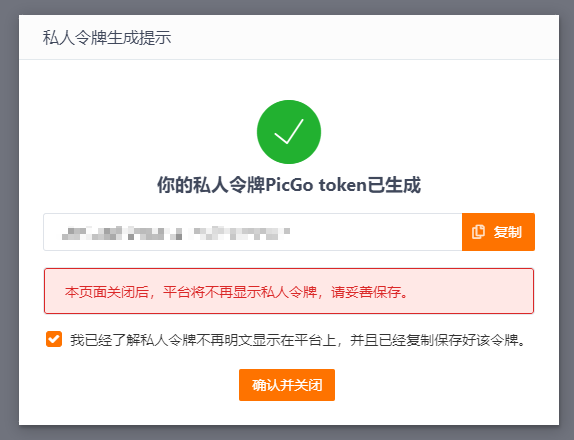 私人令牌生成提示
你的私人令牌PicGo token已生成
复制
本页面关闭后，平台将不再显示私人令牌，请妥善保存。
我已经了解私人令牌不再明文显示在平台上，并且已经复制保存好该令牌。
确认并关闭